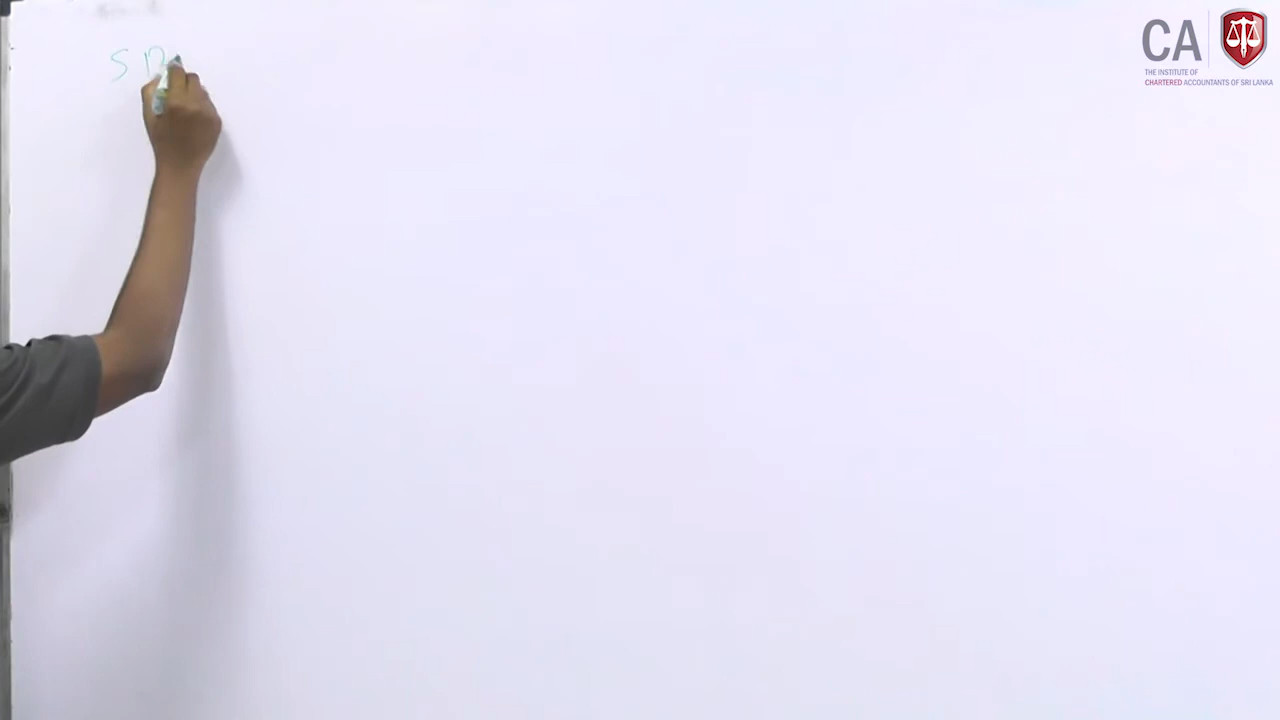 S D
CA
THE INSTITUTE OF
CHARTERED ACCOUNTANTS OF SRI LANKA